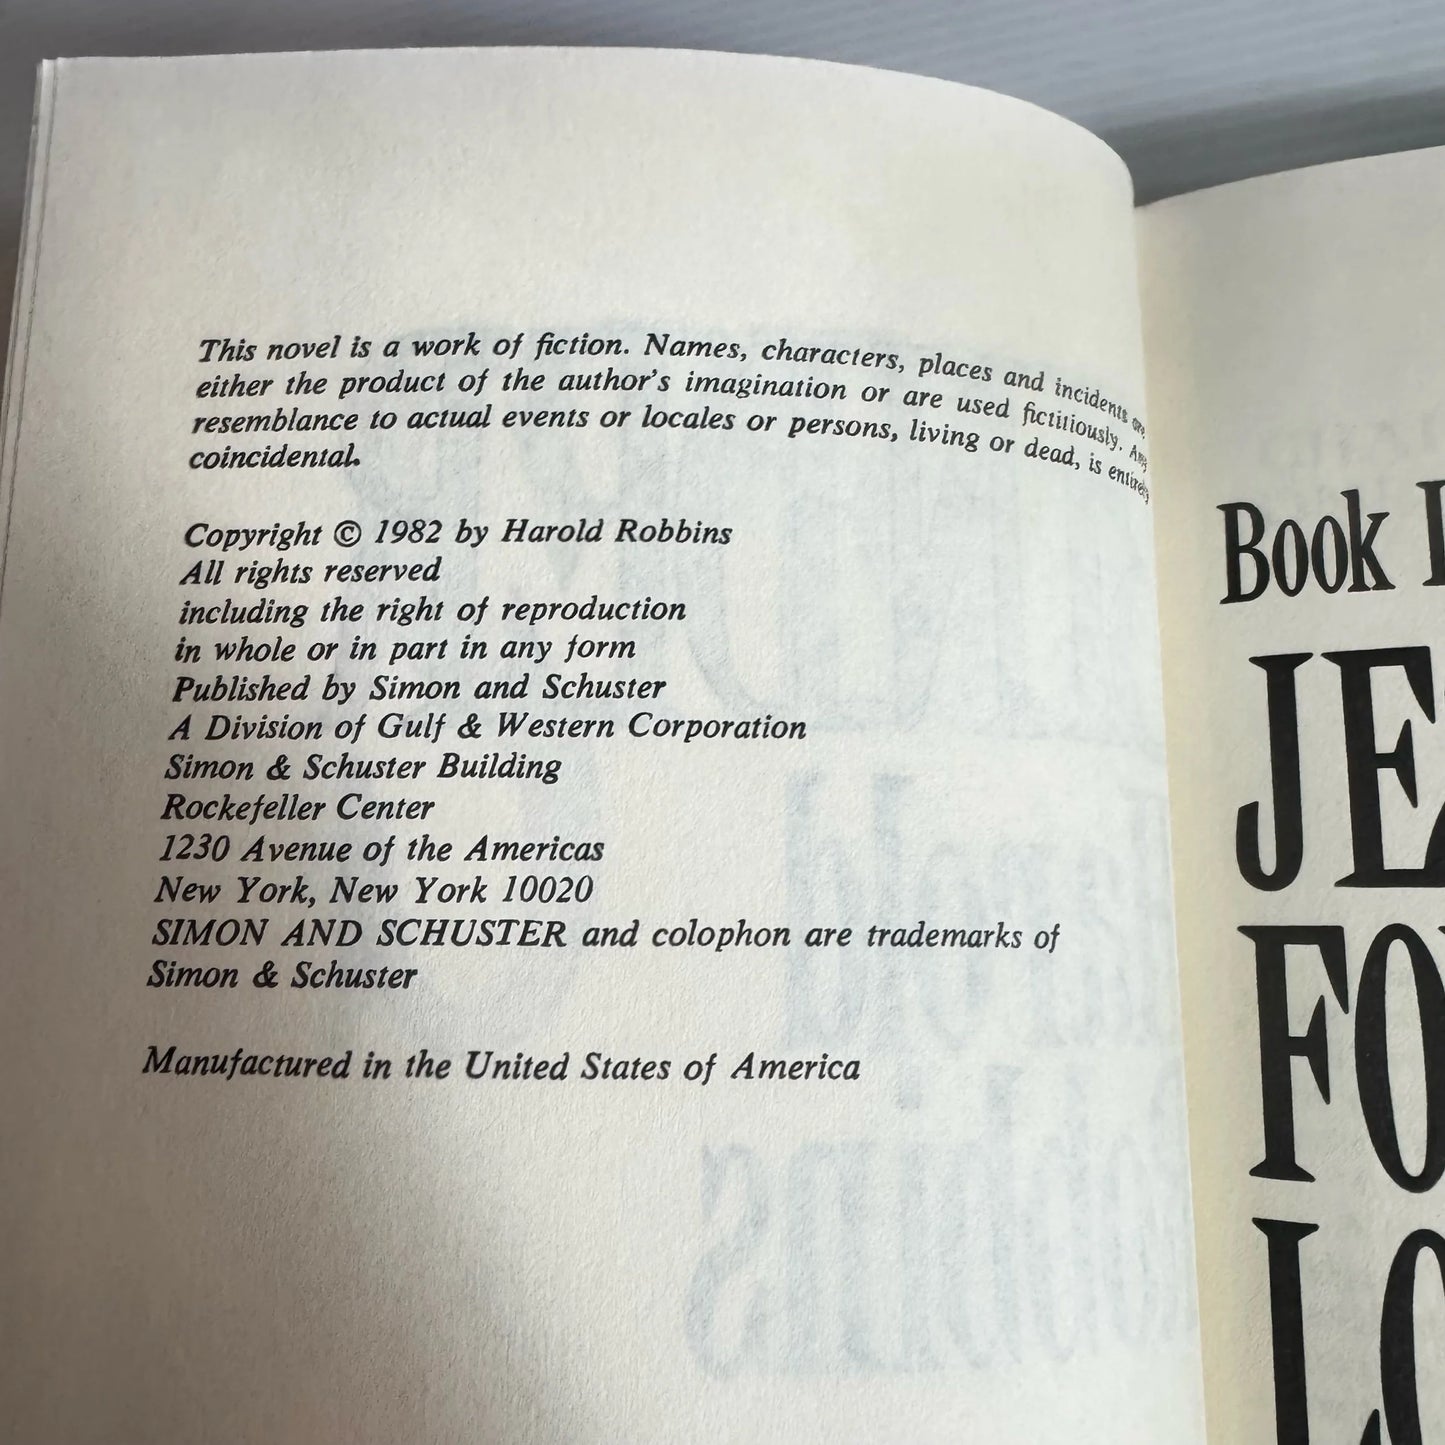 This novel is a work of fiction. Names, characters, places and incidents are
either the product of the author's imagination or are used fictitiously. Any
resemblance to actual events or locales or persons, living or dead, is entirely
coincidental.
Copyright © 1982 by Harold Robbins
All rights reserved
including the right of reproduction
in whole or in part in any form
Published by Simon and Schuster
A Division of Gulf & Western Corporation
Simon & Schuster Building
Rockefeller Center
1230 Avenue of the Americas
New York, New York 10020
SIMON AND SCHUSTER and colophon are trademarks of
Simon & Schuster
Manufactured in the United States of America
Book